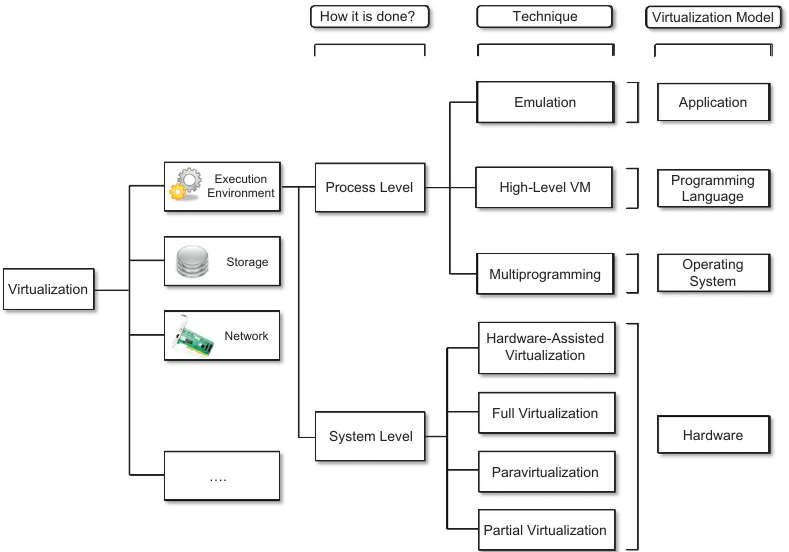 How it is done?
Technique
Virtualization Model
Emulation
Application
Execution
Environment
Process Level
High-Level VM
Programming
Language
Storage
Multiprogramming
Operating
System
Virtualization
Network
Hardware-Assisted
Virtualization
Full Virtualization
System Level
Hardware
Paravirtualization
....
Partial Virtualization